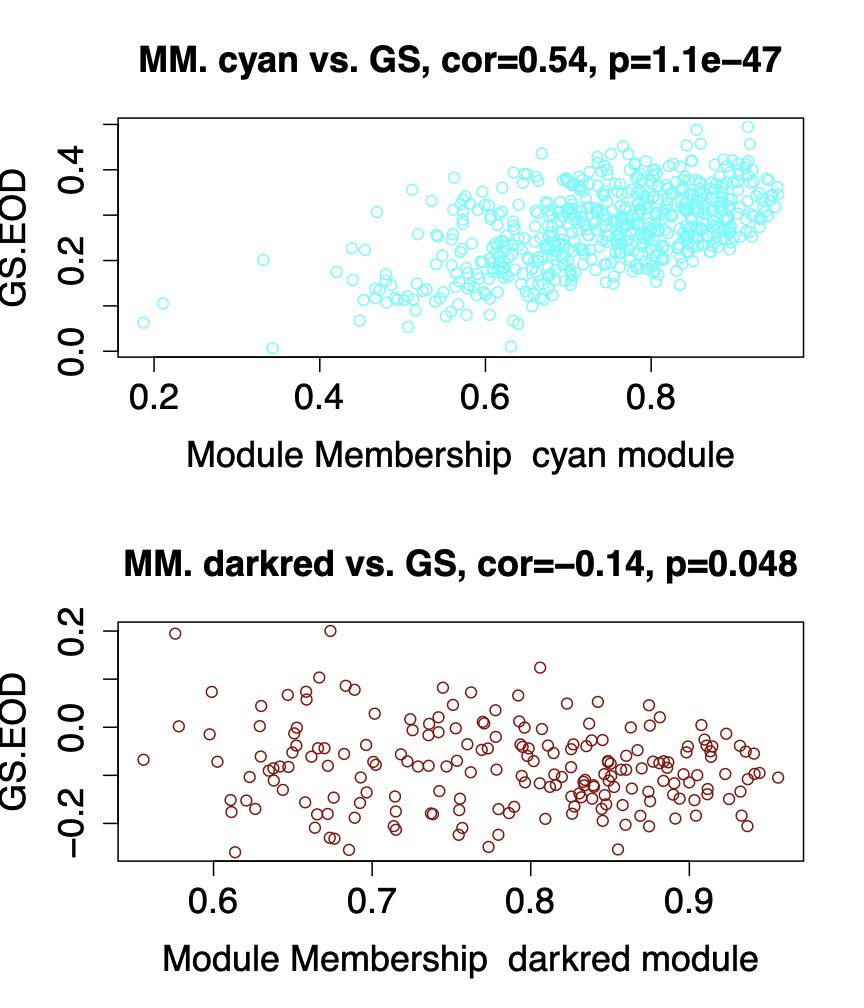 MM. cyan vs. GS, cor=0.54, p=1.1e−47
GS.EOD
0.4
0.2
0.0
0.2 0.4 0.6 0.8
Module Membership  cyan module
MM. darkred vs. GS, cor=−0.14, p=0.048
GS.EOD
0.2
0.0
−0.2
0.6 0.7 0.8 0.9
Module Membership  darkred module